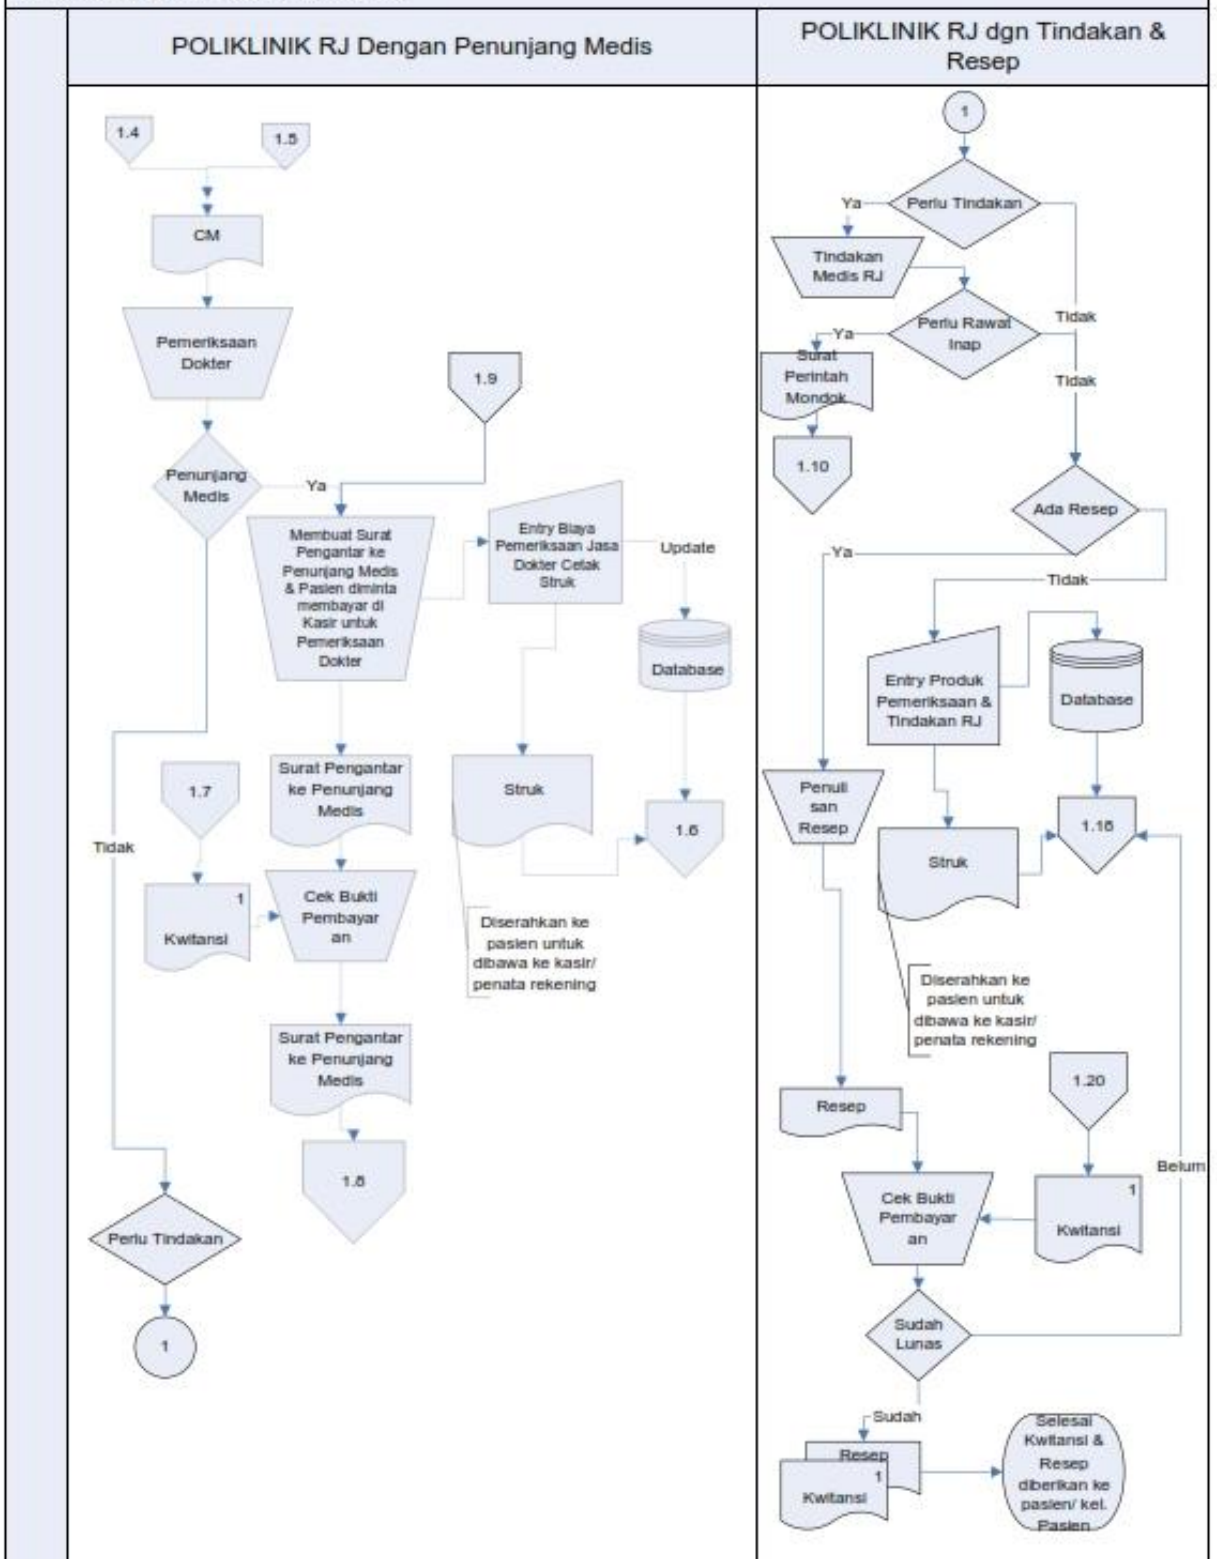 POLIKLINIK RJ Dengan Penunjang Medis
POLIKLINIK RJ dgn Tindakan &
Resep
1.4
1.5
CM
Pemeriksaan
Dokter
1.9
Penunjang
Medis
Ya
Membuat Surat
Pengantar ke
Penunjang Medis
& Pasien diminta
membayar di
Kasir untuk
Pemeriksaan
Dokter
Entry Biaya
Pemeriksaan Jasa
Dokter Cetak
Struk
Update
Database
Surat Pengantar
ke Penunjang
Medis
Struk
1.6
1.7
Tidak
1
Kwitansi
Cek Bukti
Pembayar
an
Diserahkan ke
pasien untuk
dibawa ke kasir/
penata rekening
Surat Pengantar
ke Penunjang
Medis
1.8
Perlu Tindakan
1
1
Perlu Tindakan
Ya
Tindakan
Medis RJ
Tidak
Perlu Rawat
Inap
Ya
Surat
Perintah
Mondok
Tidak
1.10
Ada Resep
Ya
Tidak
Entry Produk
Pemeriksaan &
Tindakan RJ
Database
Penuli
san
Resep
Struk
Diserahkan ke
pasien untuk
dibawa ke kasir/
penata rekening
1.20
Resep
Belum
Cek Bukti
Pembayar
an
1
Kwitansi
Sudah
Lunas
Sudah
Resep
1
Kwitansi
Selesai
Kwitansi &
Resep
diberikan ke
pasien/ kel.
Pasien